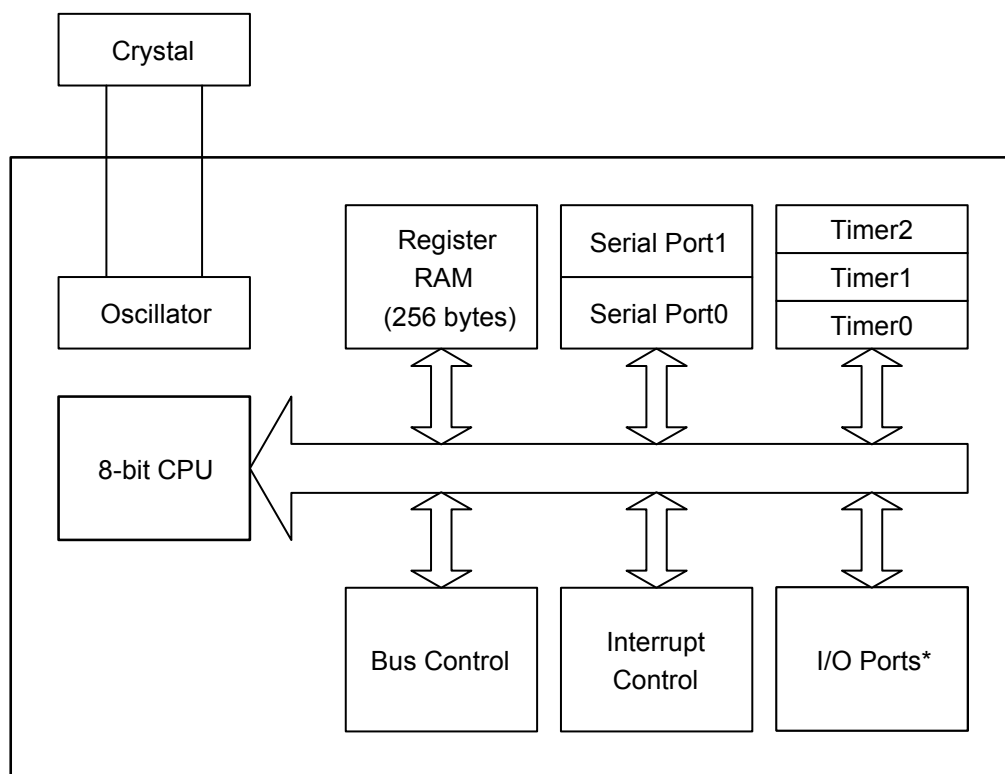 Crystal
Oscillator
Register
RAM
(256 bytes)
Serial Port1
Serial Port0
Timer2
Timer1
Timer0
8-bit CPU
Bus Control
Interrupt
Control
I/O Ports*